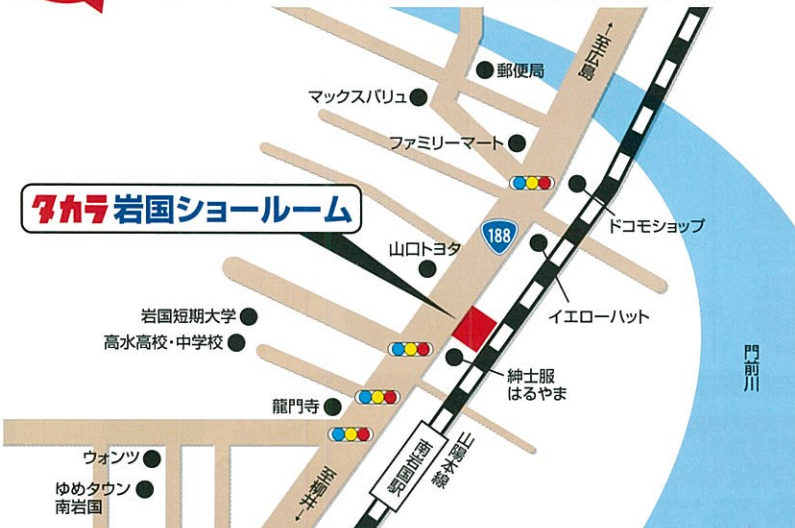 ↑至広島
郵便局
マックスバリュ
ファミリーマート
ドコモショップ
タカラ 岩国ショールーム
188
山口トヨタ
イエローハット
岩国短期大学
高水高校・中学校
門前川
紳士服
はるやま
龍門寺
山陽本線
南岩国駅
ウォンツ
ゆめタウン
南岩国
至柳井→